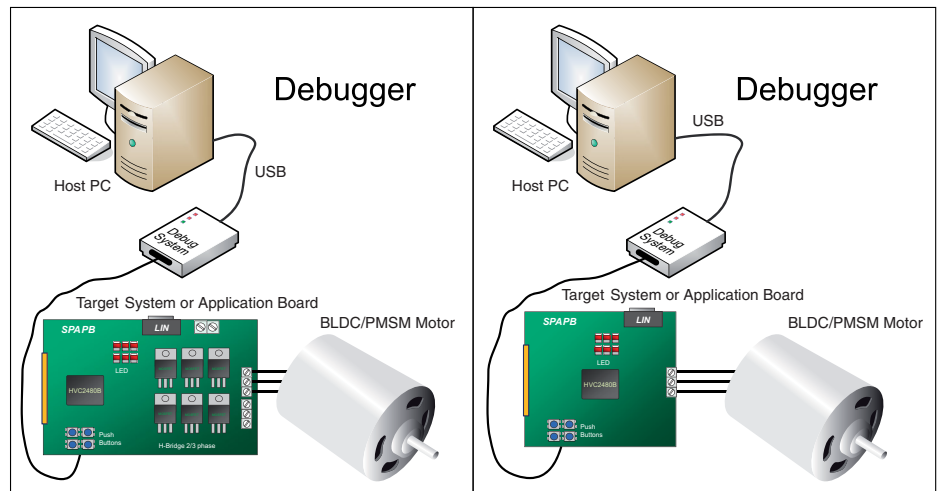 Debugger
USB
Host PC
Debug
System
Target System or Application Board
BLDC/PMSM Motor
SPAPB
LIN
LED
HVC2480B
Push
Buttons
H-Bridge 2/3 phase
Debugger
USB
Host PC
Debug
System
Target System or Application Board
BLDC/PMSM Motor
SPAPB
LIN
LED
HVC2480B
Push
Buttons